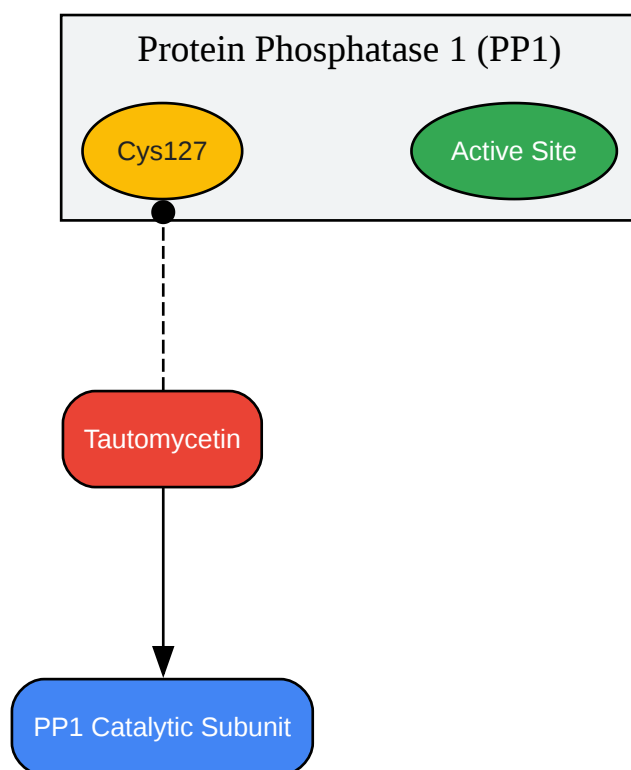 Protein Phosphatase 1 (PP1)
Cys127
Active Site
Tautomycetin
PP1 Catalytic Subunit